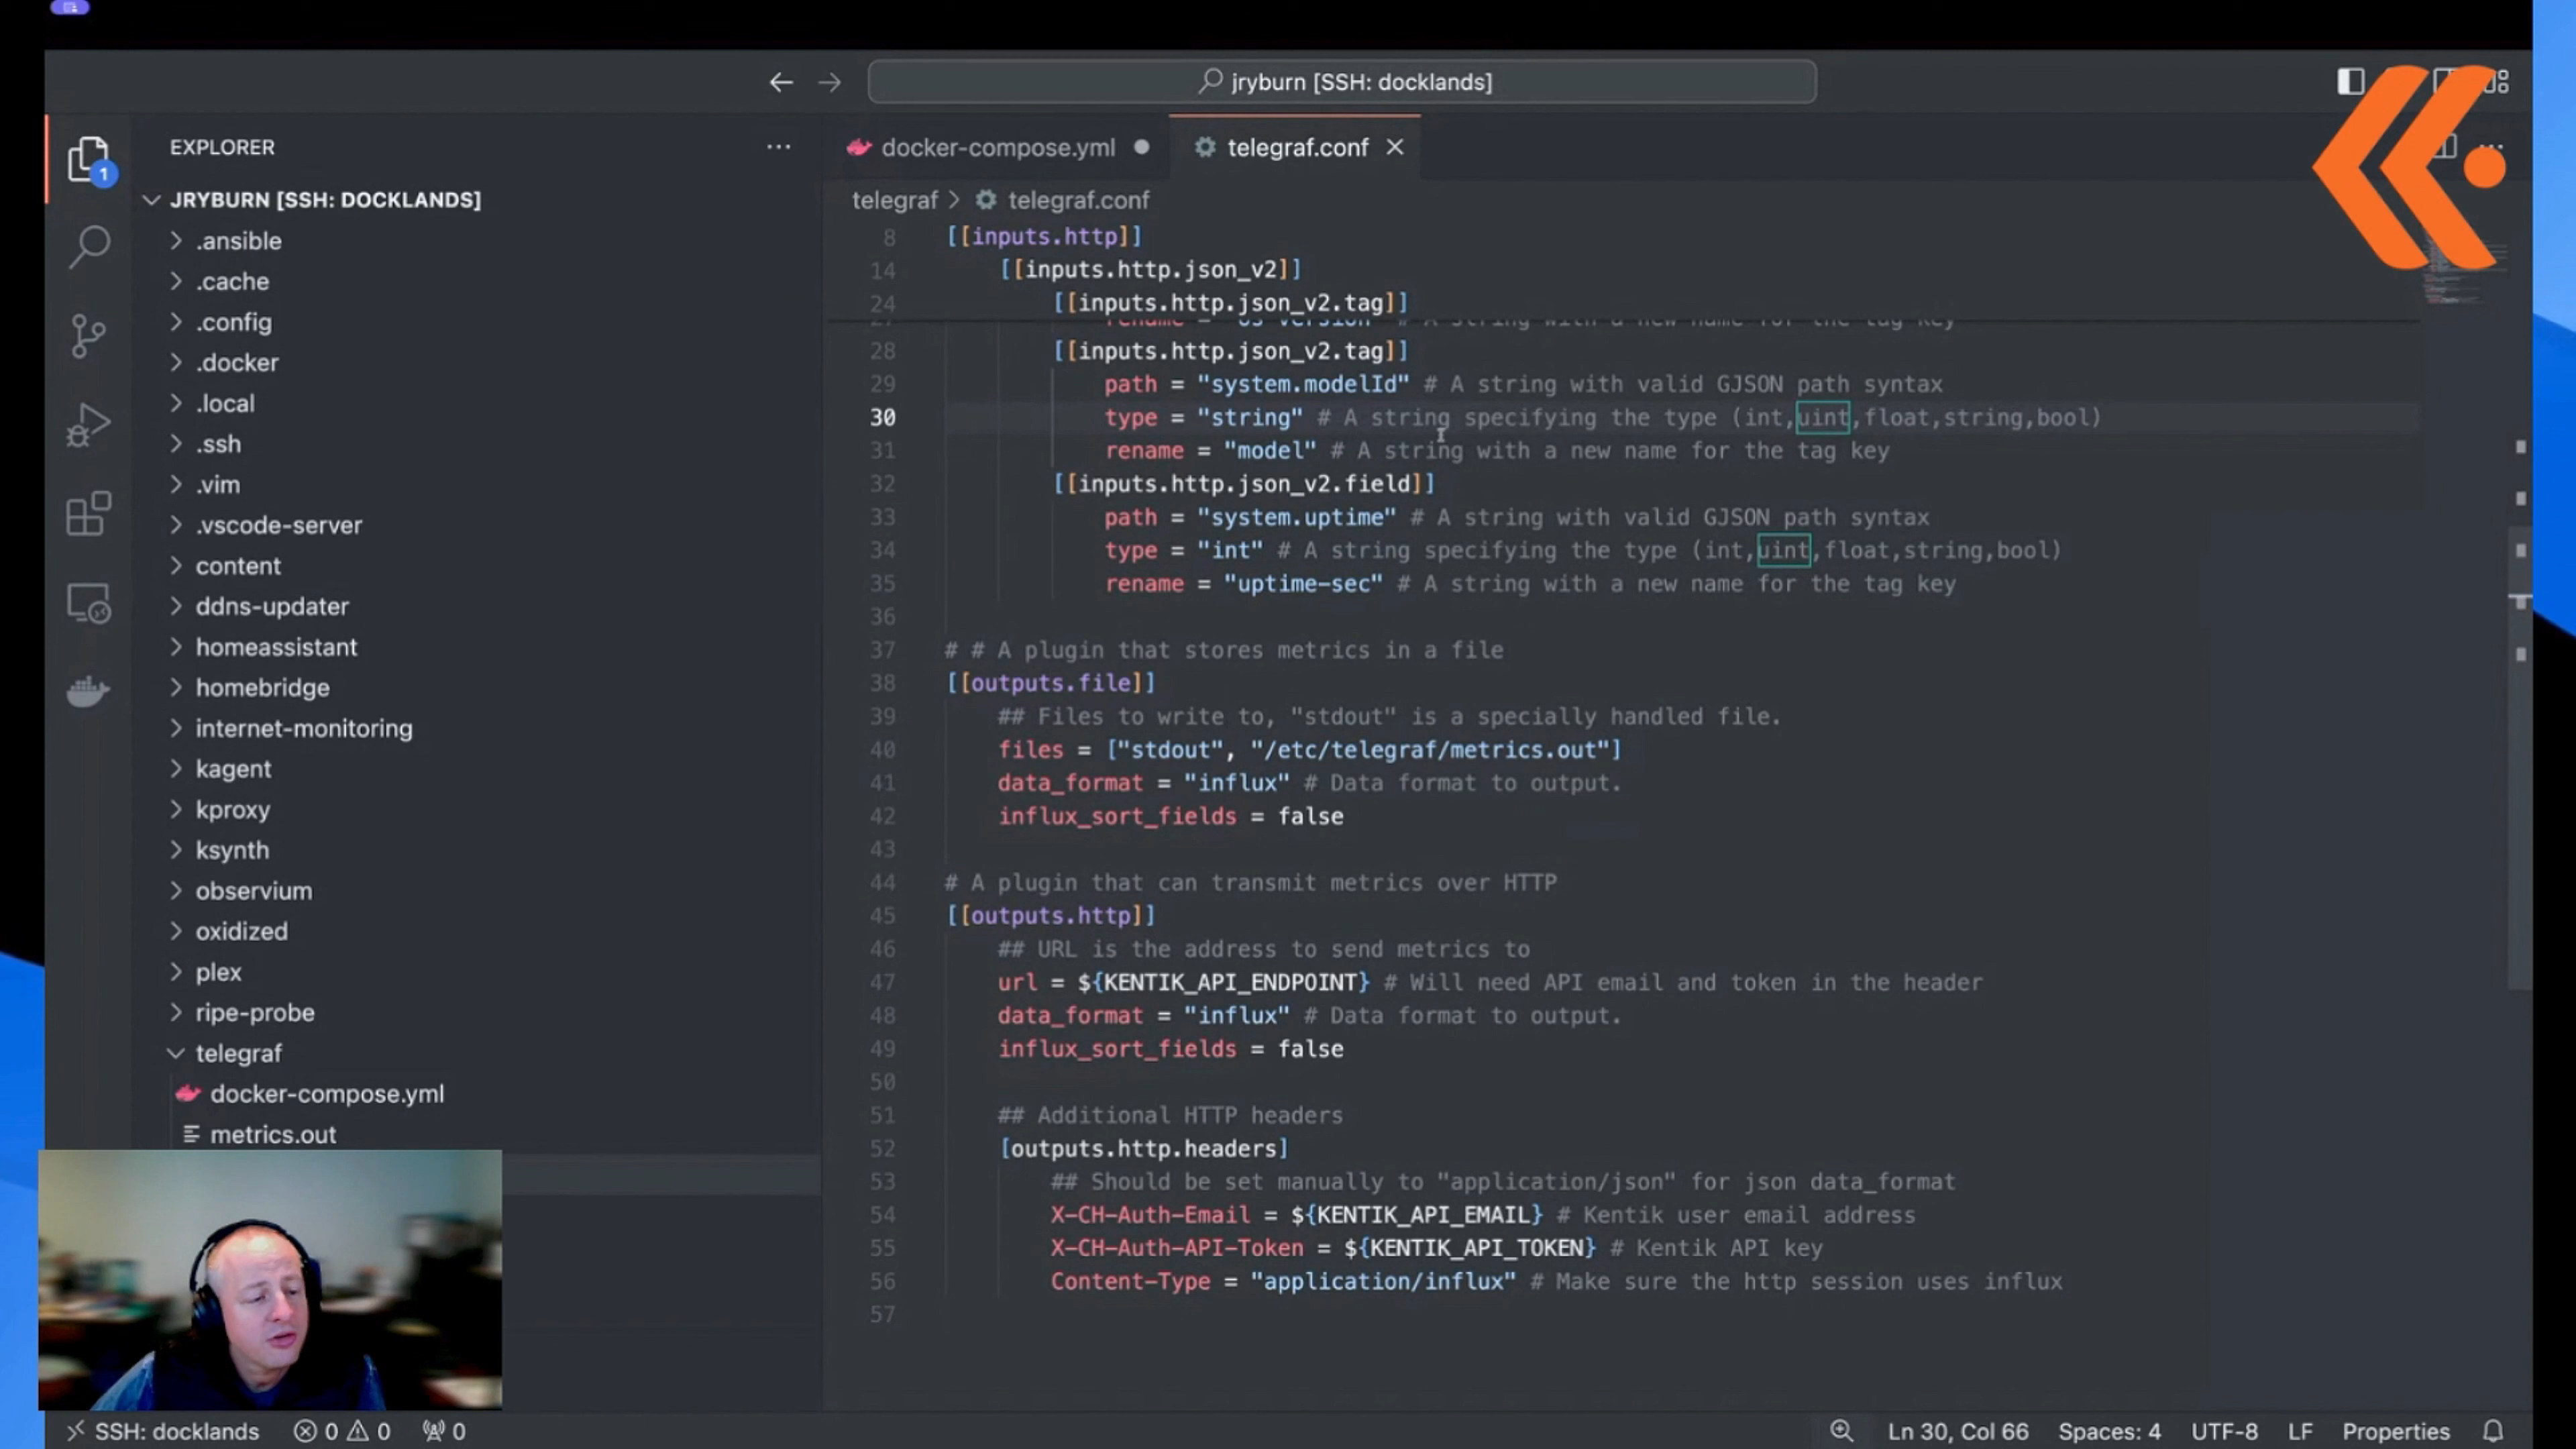 jryburn [SSH: docklands]
EXPLORER
docker-compose.yml
telegraf.conf
1
JRYBURN [SSH: DOCKLANDS]
telegraf > telegraf.conf
.ansible
.cache
.config
.docker
.local
.ssh
.vim
.vscode-server
content
ddns-updater
homeassistant
homebridge
internet-monitoring
kagent
kproxy
ksynth
observium
oxidized
plex
ripe-probe
telegraf
docker-compose.yml
metrics.out
8 [[inputs.http]]
14 [[inputs.http.json_v2]]
24 [[inputs.http.json_v2.tag]]
rename = "os-version" # A string with a new name for the tag key
28 [[inputs.http.json_v2.tag]]
29 path = "system.modelId" # A string with valid GJSON path syntax
30 type = "string" # A string specifying the type (int,uint,float,string,bool)
31 rename = "model" # A string with a new name for the tag key
32 [[inputs.http.json_v2.field]]
33 path = "system.uptime" # A string with valid GJSON path syntax
34 type = "int" # A string specifying the type (int,uint,float,string,bool)
35 rename = "uptime-sec" # A string with a new name for the tag key
36
37 # # A plugin that stores metrics in a file
38 [[outputs.file]]
39 ## Files to write to, "stdout" is a specially handled file.
40 files = ["stdout", "/etc/telegraf/metrics.out"]
41 data_format = "influx" # Data format to output.
42 influx_sort_fields = false
43
44 # A plugin that can transmit metrics over HTTP
45 [[outputs.http]]
46 ## URL is the address to send metrics to
47 url = ${KENTIK_API_ENDPOINT} # Will need API email and token in the header
48 data_format = "influx" # Data format to output.
49 influx_sort_fields = false
50
51 ## Additional HTTP headers
52 [outputs.http.headers]
53 ## Should be set manually to "application/json" for json data_format
54 X-CH-Auth-Email = ${KENTIK_API_EMAIL} # Kentik user email address
55 X-CH-Auth-API-Token = ${KENTIK_API_TOKEN} # Kentik API key
56 Content-Type = "application/influx" # Make sure the http session uses influx
57
SSH: docklands 0 0 0
Ln 30, Col 66 Spaces: 4 UTF-8 LF Properties